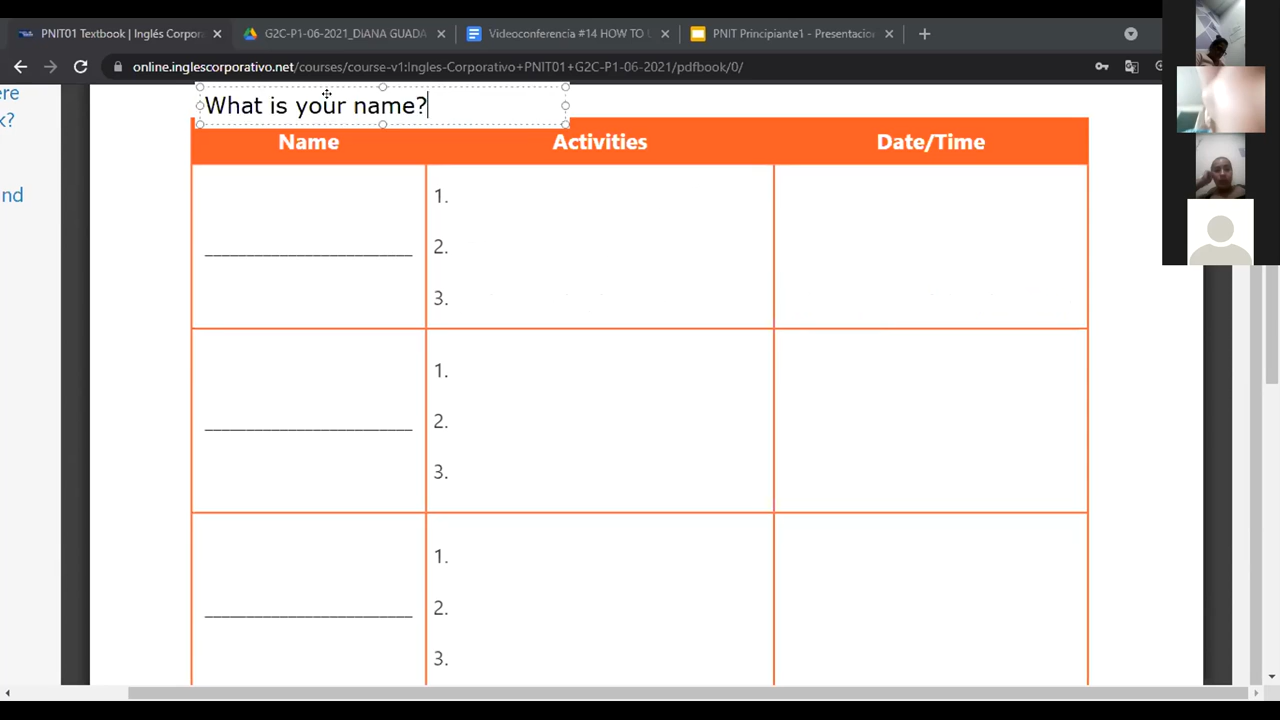 PNIT01 Textbook | Inglés Corpor
G2C-P1-06-2021_DIANA GUADA
Videoconferencia #14 HOW TO
PNIT Principiante1 - Presentacion
online.inglescorporativo.net/courses/course-v1:Ingles-Corporativo+PNIT01+G2C-P1-06-2021/pdfbook/0/
ere
k?
nd
What is your name?
Name Activities Date/Time
1.
2.
3.
1.
2.
3.
1.
2.
3.